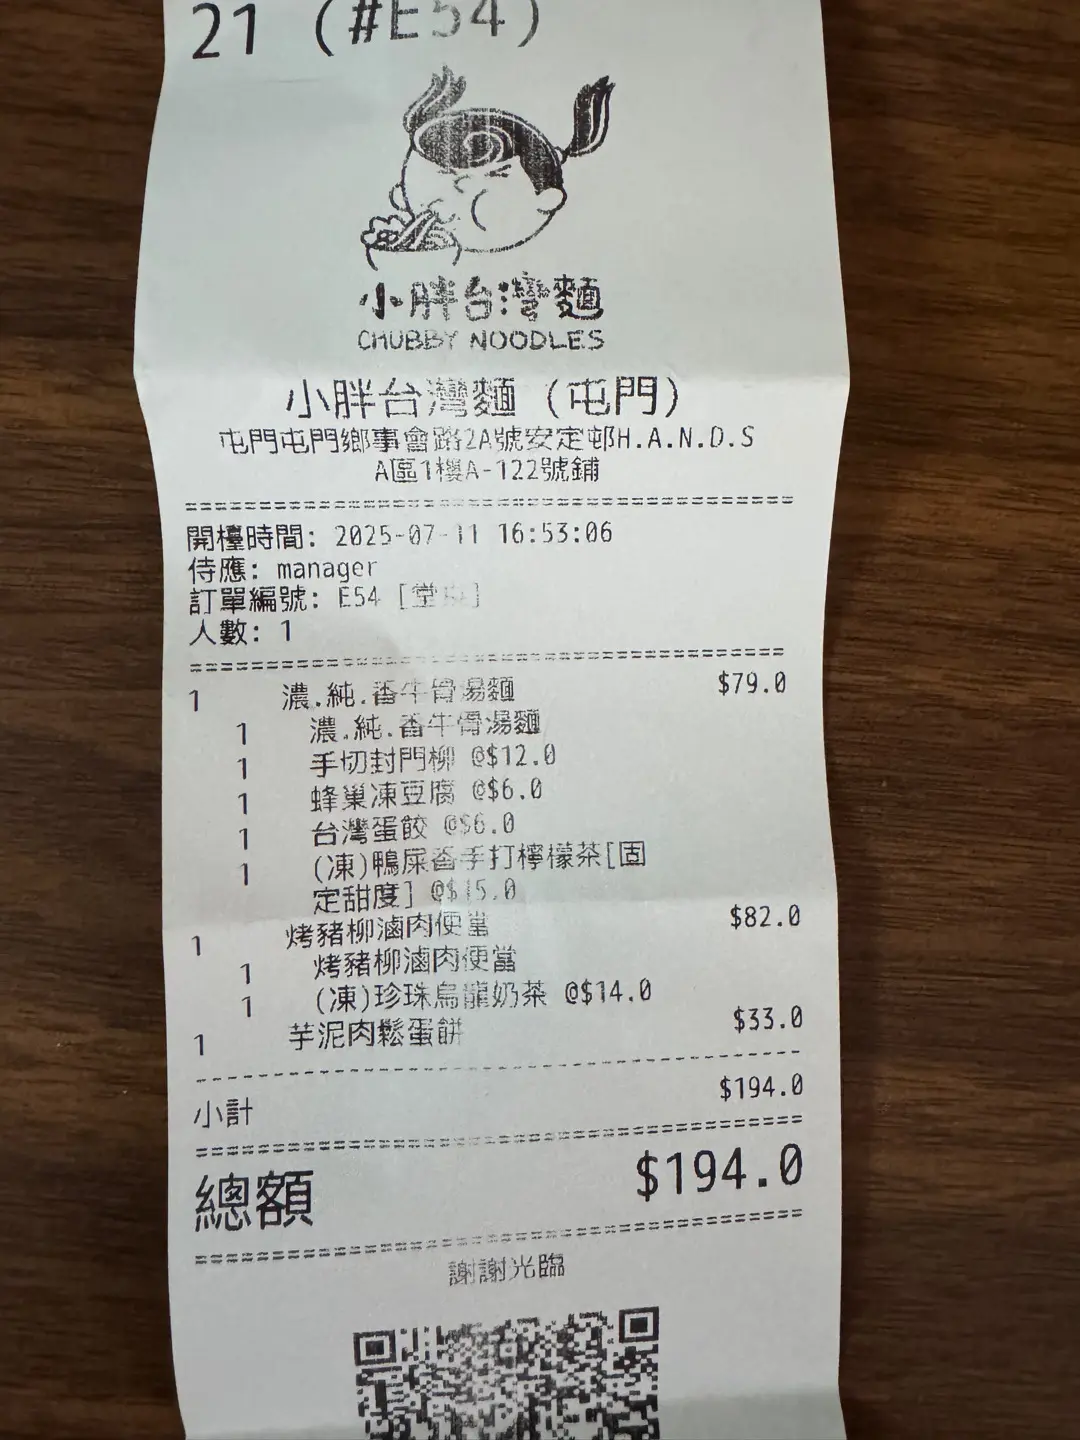 21 (#E54)
小胖台灣麵
CHUBBY NOODLES
小胖台灣麵 (屯門)
屯門屯門鄉事會路2A號安定邨H.A.N.D.S
A區1樓A-122號鋪
開檯時間: 2025-07-11 16:53:06
侍應: manager
訂單編號: E54 [堂
人數: 1
1 濃.純.香牛骨湯麵 $79.0
1 濃.純.香牛骨湯麵
1 手切封門柳 @$12.0
1 蜂巢凍豆腐 @$6.0
1 台灣蛋餃 @$6.0
1 (凍)鴨屎香手打檸檬茶[固
定甜度] @$15.0
1 烤豬柳滷肉便當 $82.0
1 烤豬柳滷肉便當
1 (凍)珍珠烏龍奶茶 @$14.0
1 芋泥肉鬆蛋餅 $33.0
小計 $194.0
總額 $194.0
謝謝光臨